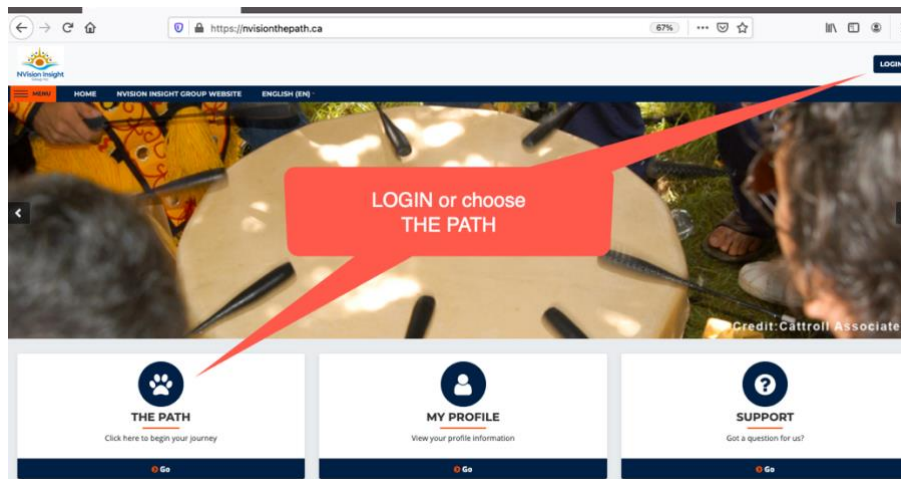 https://nvisionthepath.ca
67%
NVision Insight
LOGIN
MENU HOME NVISION INSIGHT GROUP WEBSITE ENGLISH (EN)
LOGIN or choose
THE PATH
Credit:Cattroll Associate
THE PATH
Click here to begin your journey
Go
MY PROFILE
View your profile information
Go
SUPPORT
Got a question for us?
Go